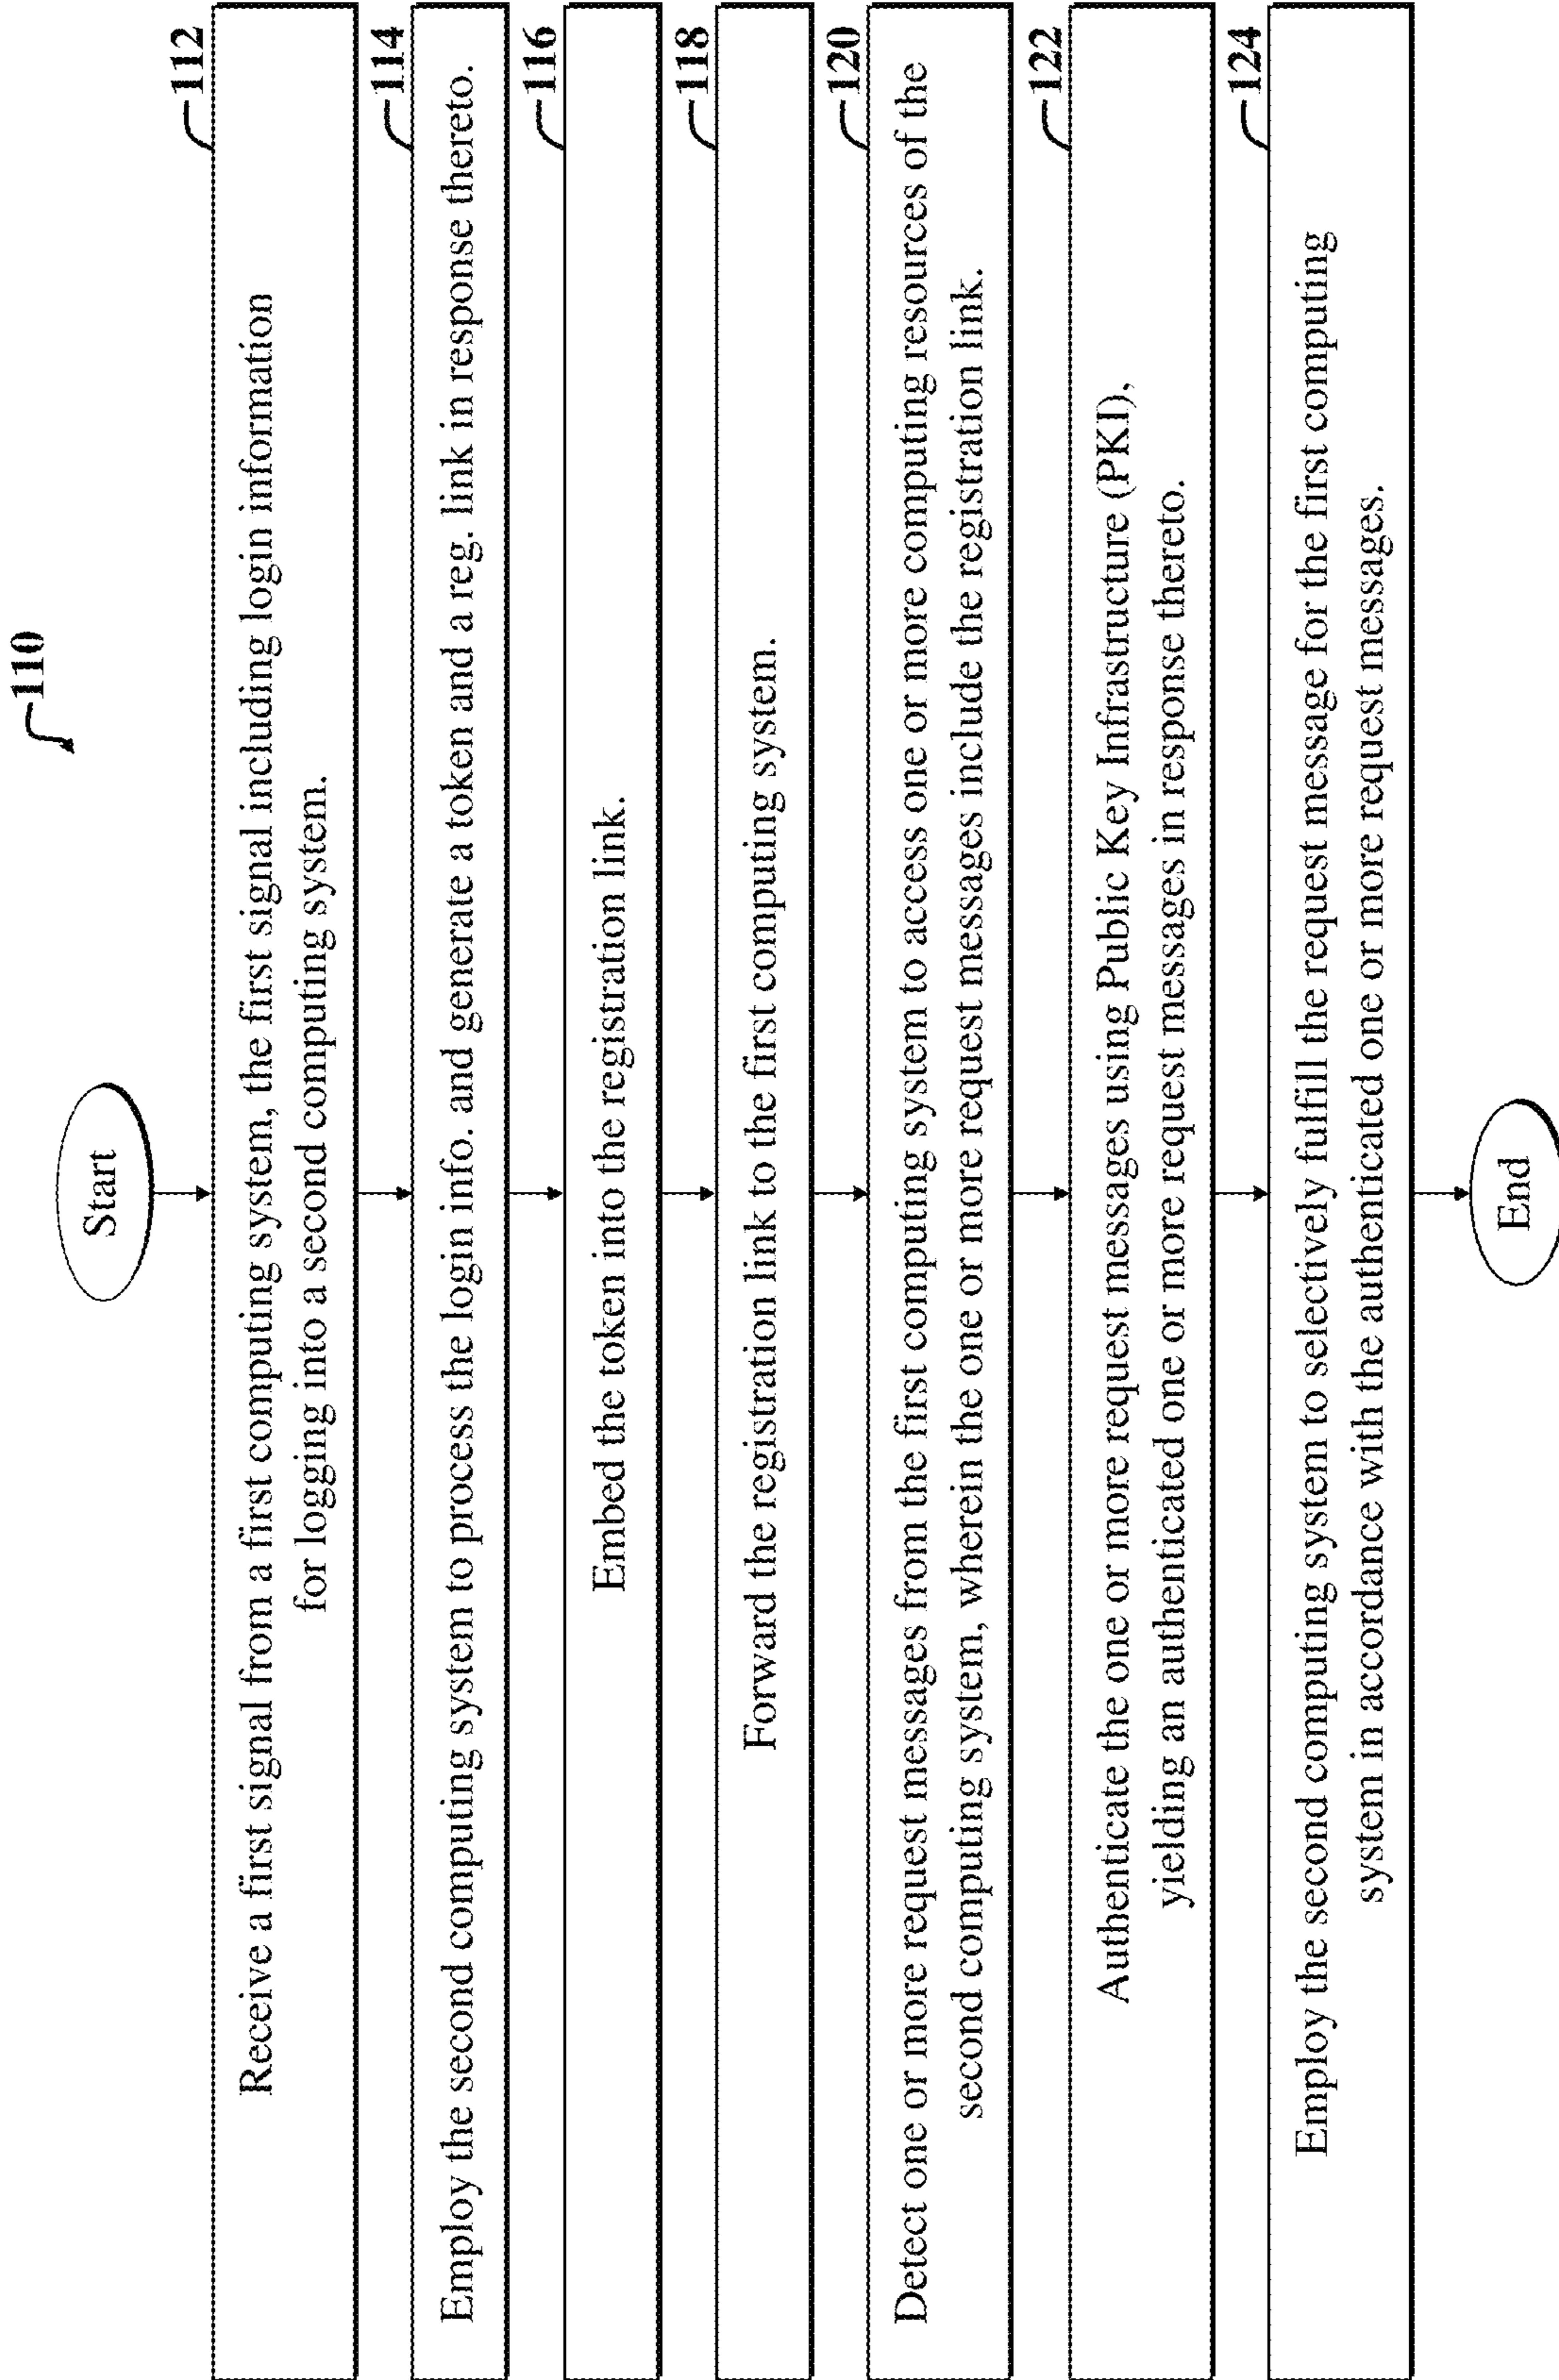 110
Start
112
Receive a first signal from a first computing system, the first signal including login information
for logging into a second computing system.
114
Employ the second computing system to process the login info. and generate a token and a reg. link in response thereto.
116
Embed the token into the registration link.
118
Forward the registration link to the first computing system.
120
Detect one or more request messages from the first computing system to access one or more computing resources of the
second computing system, wherein the one or more request messages include the registration link.
122
Authenticate the one or more request messages using Public Key Infrastructure (PKI),
yielding an authenticated one or more request messages in response thereto.
124
Employ the second computing system to selectively fulfill the request message for the first computing
system in accordance with the authenticated one or more request messages.
End